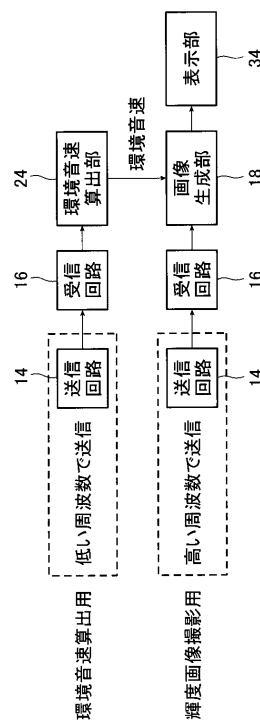 環境音速算出用
低い周波数で送信
14
送信
回路
16
受信
回路
24
環境音速
算出部
環境音速
輝度画像撮影用
高い周波数で送信
送信
回路
14
受信
回路
16
画像
生成部
18
表示部
34